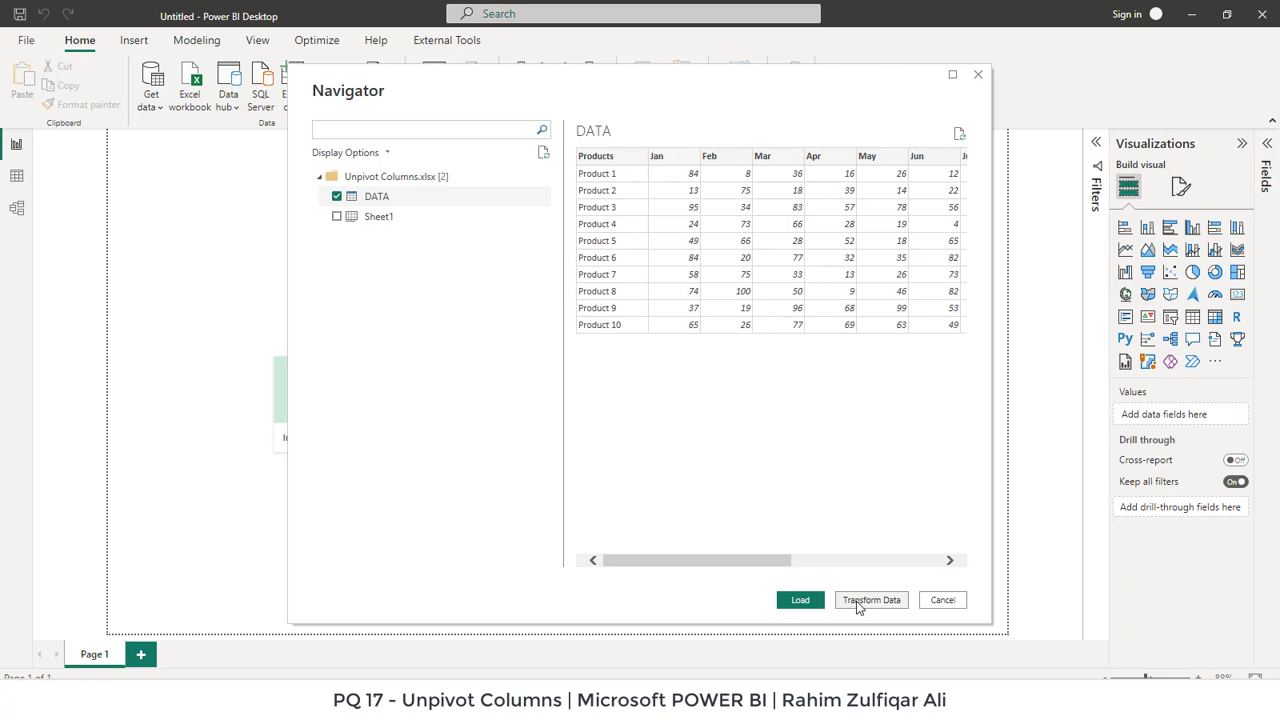 Untitled - Power BI Desktop
Search
Sign in
File
Home
Insert
Modeling
View
Optimize
Help
External Tools
Paste
Cut
Copy
Format painter
Clipboard
Get data
Excel workbook
Data hub
SQL Server
Data
Navigator
Display Options
Unpivot Columns.xlsx [2]
DATA
Sheet1
DATA
Products Jan Feb Mar Apr May Jun
Product 1 84 8 36 16 26 12
Product 2 13 75 18 39 14 22
Product 3 95 34 83 57 78 56
Product 4 24 73 66 28 19 4
Product 5 49 66 28 52 18 65
Product 6 84 20 77 32 35 82
Product 7 58 75 33 13 26 73
Product 8 74 100 50 9 46 82
Product 9 37 19 96 68 99 53
Product 10 65 26 77 69 63 49
Load
Transform Data
Cancel
Filters
Visualizations
Build visual
Fields
Values
Add data fields here
Drill through
Cross-report Off
Keep all filters On
Add drill-through fields here
Page 1
PQ 17 - Unpivot Columns | Microsoft POWER BI | Rahim Zulfiqar Ali